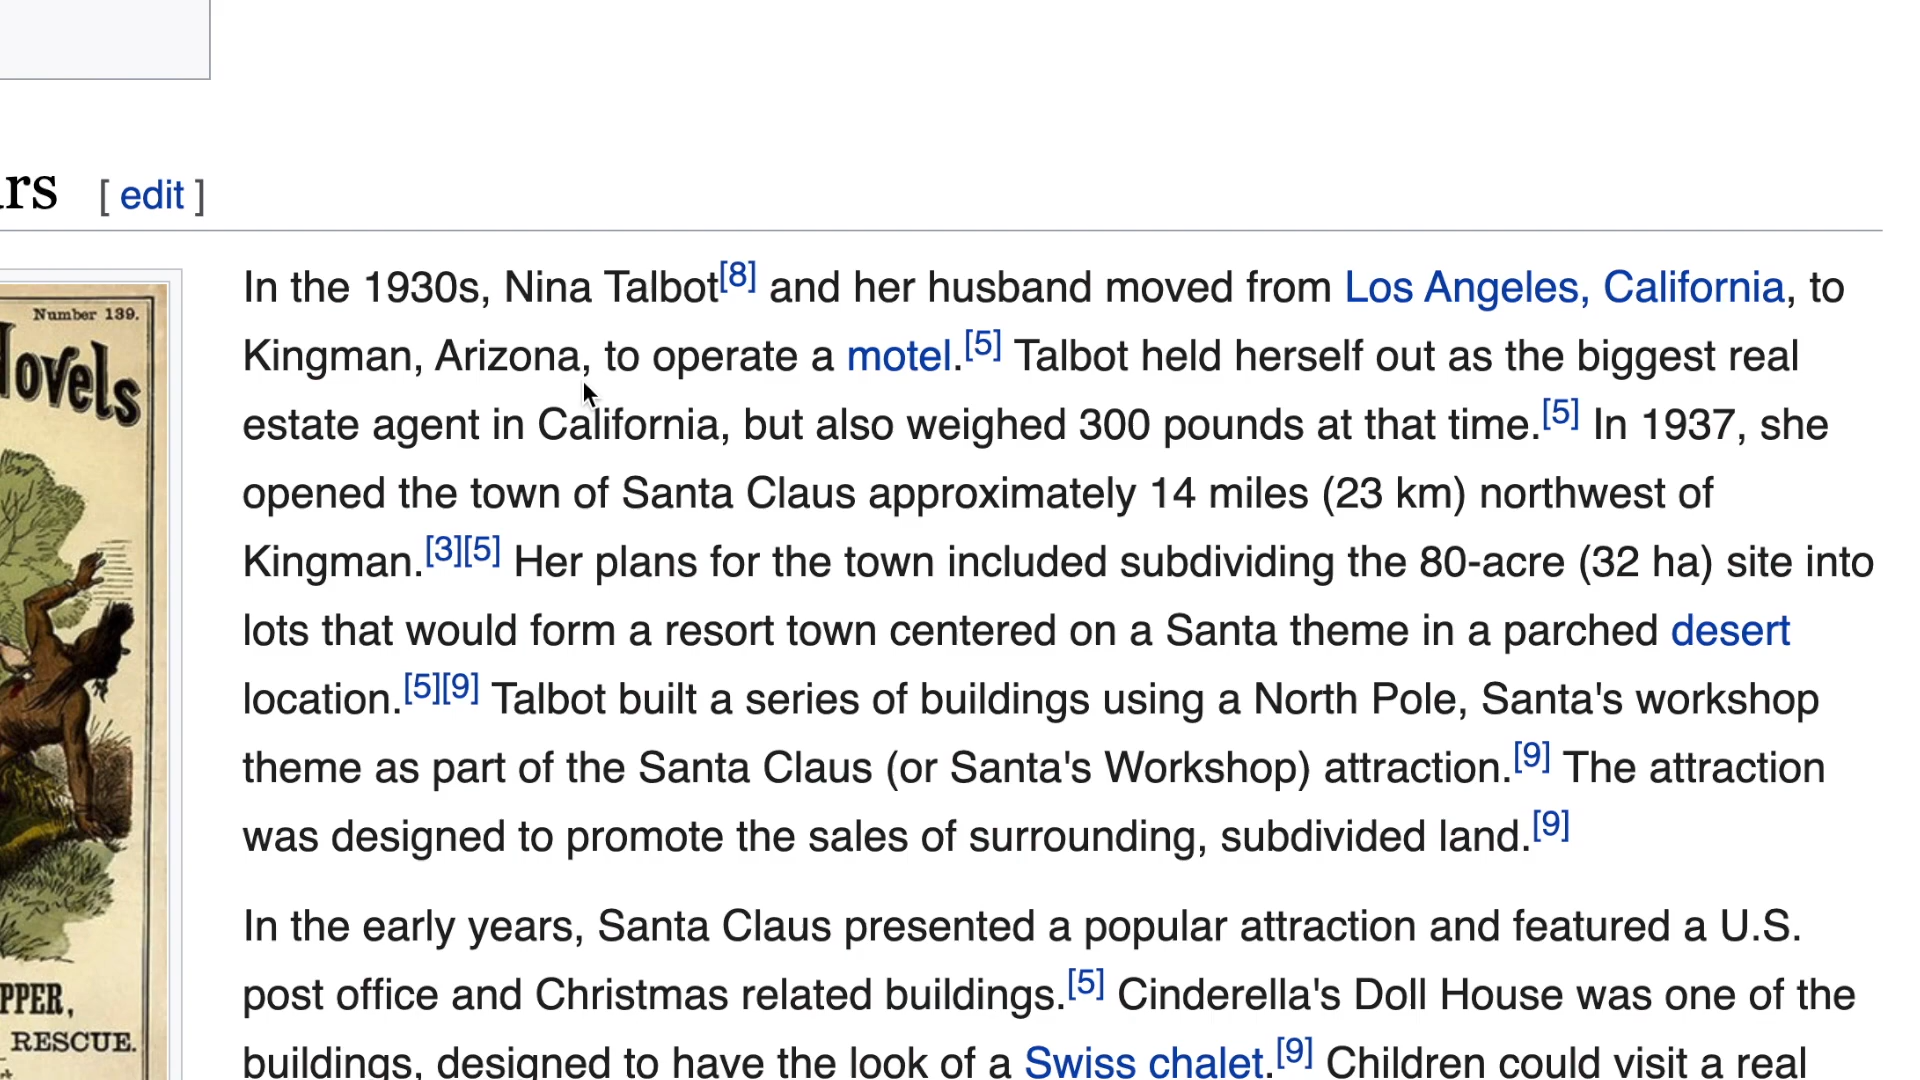 rs [ edit ]
Number 139.
ovels
PPER,
RESCUE.
In the 1930s, Nina Talbot[8] and her husband moved from Los Angeles, California, to
Kingman, Arizona, to operate a motel.[5] Talbot held herself out as the biggest real
estate agent in California, but also weighed 300 pounds at that time.[5] In 1937, she
opened the town of Santa Claus approximately 14 miles (23 km) northwest of
Kingman.[3][5] Her plans for the town included subdividing the 80-acre (32 ha) site into
lots that would form a resort town centered on a Santa theme in a parched desert
location.[5][9] Talbot built a series of buildings using a North Pole, Santa's workshop
theme as part of the Santa Claus (or Santa's Workshop) attraction.[9] The attraction
was designed to promote the sales of surrounding, subdivided land.[9]
In the early years, Santa Claus presented a popular attraction and featured a U.S.
post office and Christmas related buildings.[5] Cinderella's Doll House was one of the
buildings, designed to have the look of a Swiss chalet.[9] Children could visit a real